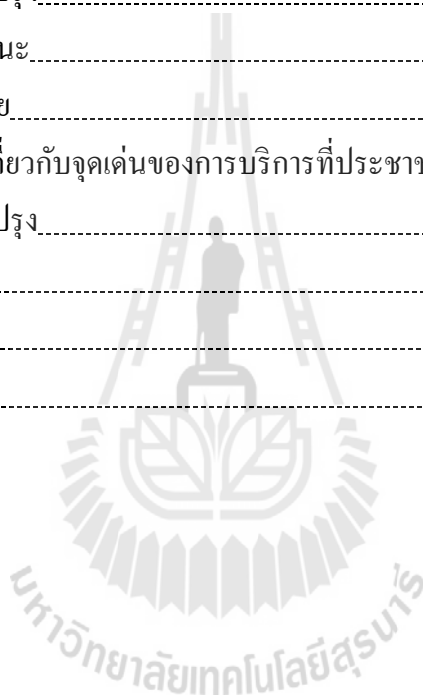 นะ
ย
กี่ยวกับจุดเด่นของการบริการที่ประชาช
ปรุง
มหาวิทยาลัยเทคโนโลยีสุรนารี